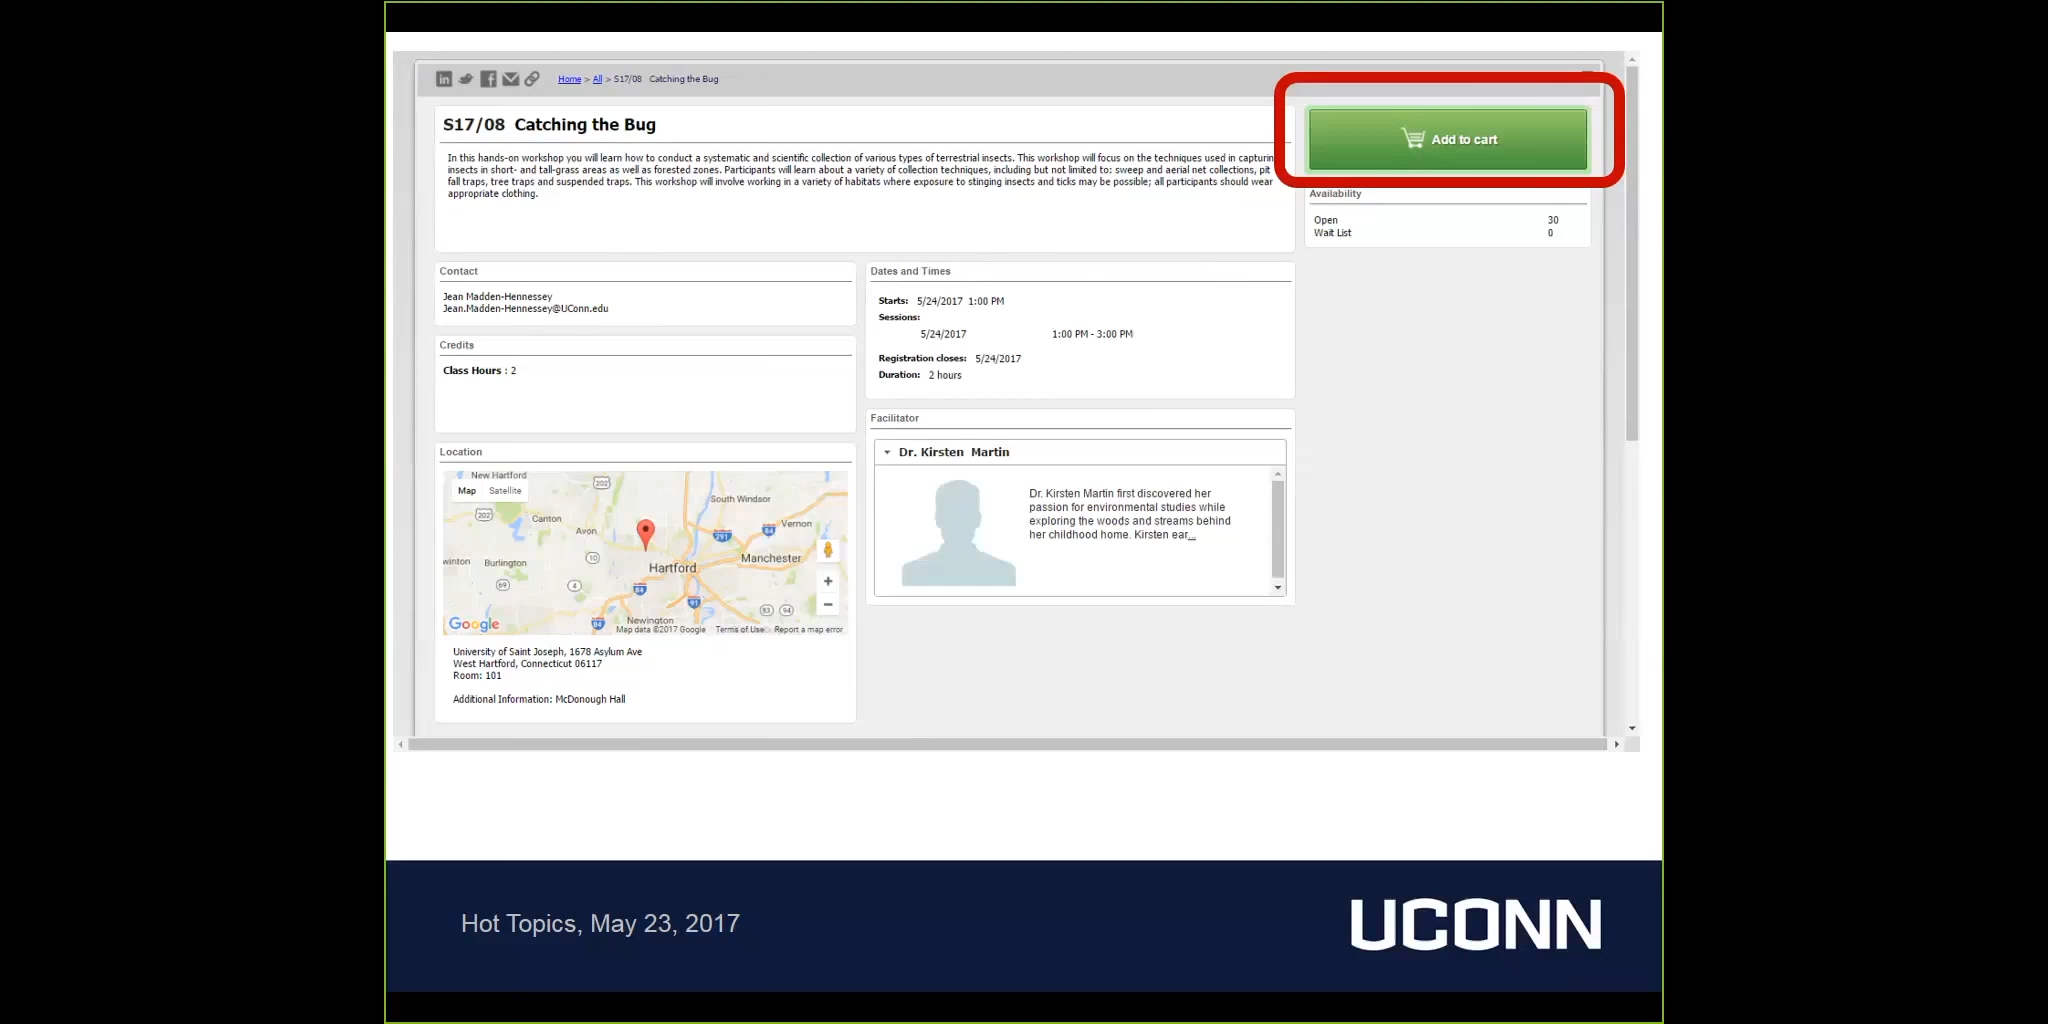 Home > All > S17/08 Catching the Bug
S17/08 Catching the Bug
In this hands-on workshop you will learn how to conduct a systematic and scientific collection of various types of terrestrial insects. This workshop will focus on the techniques used in
insects in short- and tall-grass areas as well as forested zones. Participants will learn about a variety of collection techniques, including but not limited to: sweep and aerial net collections, pit
fall traps, tree traps and suspended traps. This workshop will involve working in a variety of habitats where exposure to stinging insects and ticks may be possible; all participants should wear
appropriate clothing.
Add to cart
Availability
Open 30
Wait List 0
Contact
Jean Madden-Hennessey
Jean.Madden-Hennessey@UConn.edu
Credits
Class Hours : 2
Dates and Times
Starts: 5/24/2017 1:00 PM
Sessions:
5/24/2017 1:00 PM - 3:00 PM
Registration closes: 5/24/2017
Duration: 2 hours
Facilitator
Dr. Kirsten Martin
Dr. Kirsten Martin first discovered her
passion for environmental studies while
exploring the woods and streams behind
her childhood home. Kirsten ear...
Location
New Hartford
202
Map Satellite
South Windsor
202
Canton
Avon
291
84
Vernon
10
Burlington
Hartford
Manchester
69
4
84
91
83
94
+
−
Google
84
Newington
Map data ©2017 Google Terms of Use Report a map error
University of Saint Joseph, 1678 Asylum Ave
West Hartford, Connecticut 06117
Room: 101
Additional Information: McDonough Hall
Hot Topics, May 23, 2017
UCONN